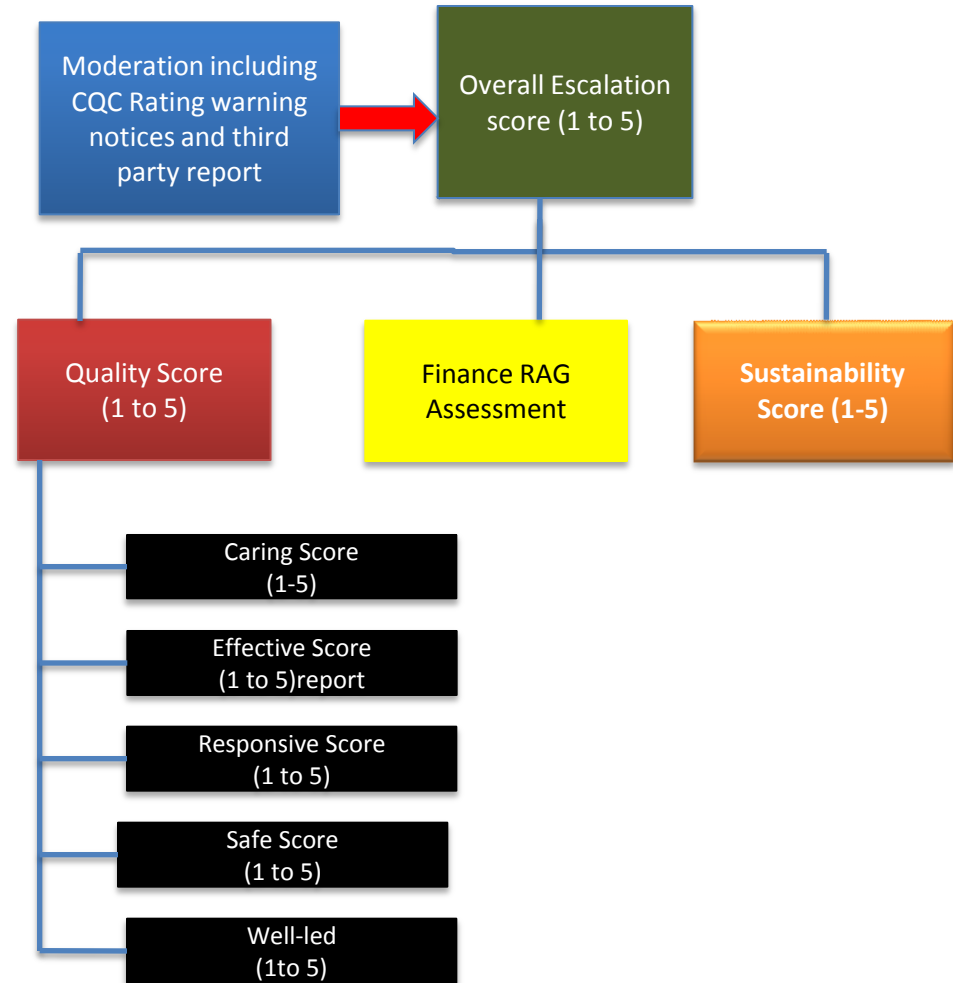 Moderation including
CQC Rating warning
notices and third
party report
Overall Escalation
score (1 to 5)
Quality Score
(1 to 5)
Finance RAG
Assessment
Sustainability
Score (1-5)
Caring Score
(1-5)
Effective Score
(1 to 5)report
Responsive Score
(1 to 5)
Safe Score
(1 to 5)
Well-led
(1to 5)